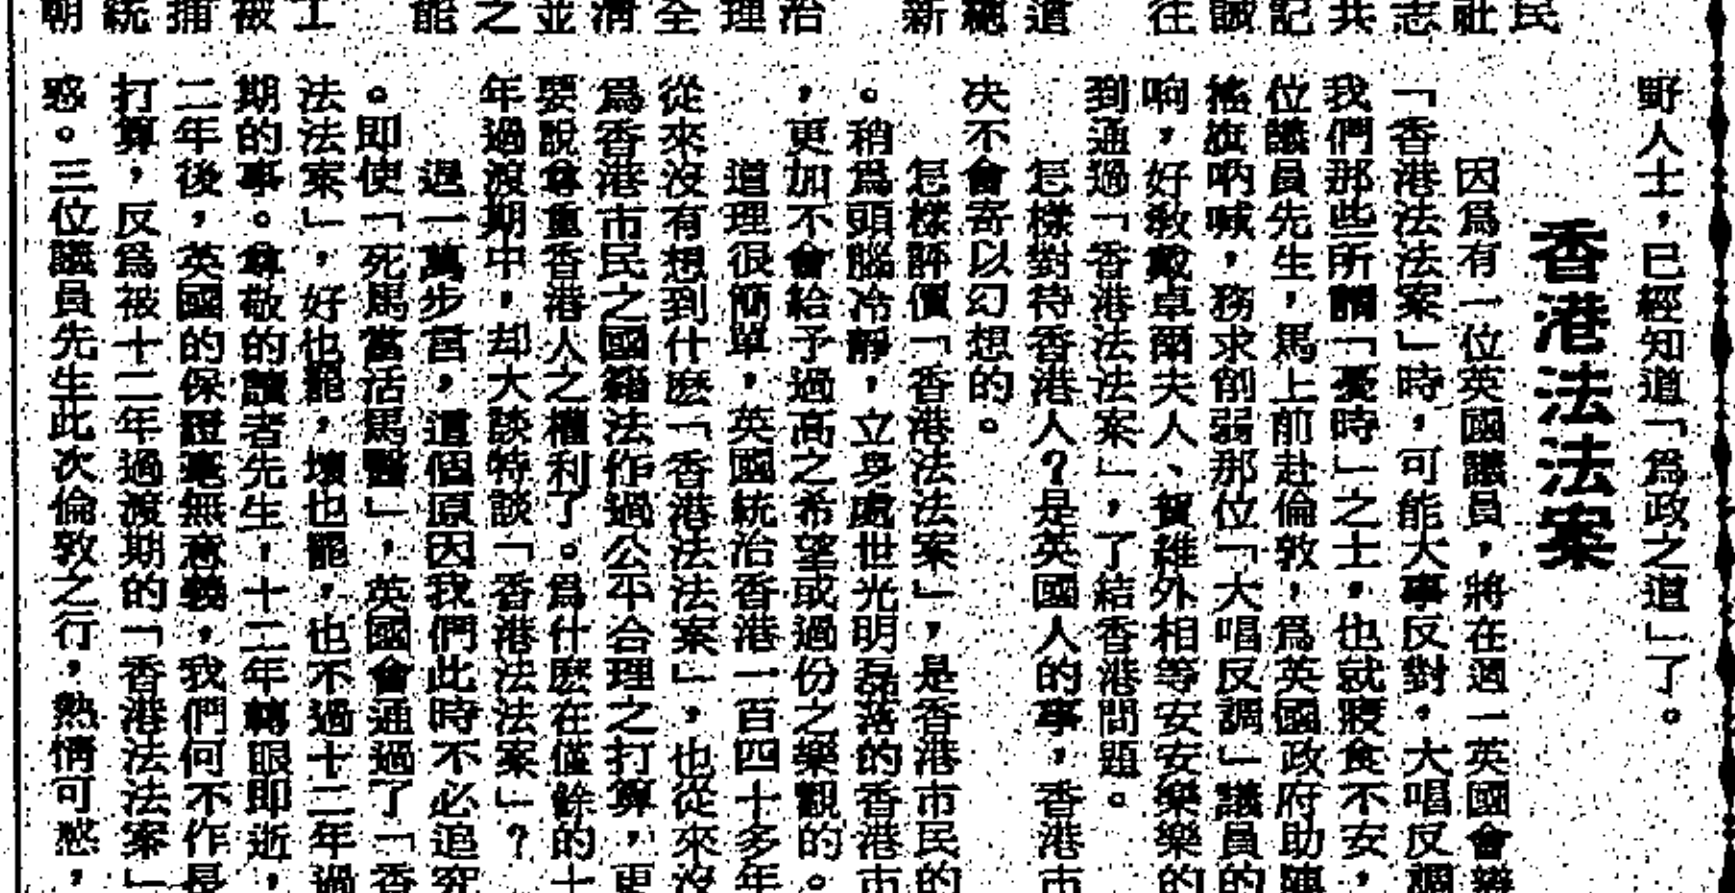 民
社
志
共
記
誠
往
道
總
新
治
理
全
清
並
之
能
士
被
捕
統
朝
野人士，已經知道「爲政之道」了。
香港法法案
因爲有一位英國議員，將在這一英國會辯
「香港法法案」時，可能大事反對，大唱反調
我們那些所謂「憂時」之士，也就寢食不安，
位議員先生，馬上前赴倫敦，爲英國政府助陣
搖旗吶喊，務求削弱那位「大唱反調」議員的
啊，好教戴卓爾夫人、賀維外相等安安樂樂的
到通過「香港法法案」，了結香港問題。
怎樣對待香港人？是英國人的事，香港市
决不會寄以幻想的。
怎樣評價「香港法法案」，是香港市民的
。稍爲頭腦冷靜，立身處世光明磊落的香港市
，更加不會給予過高之希望或過份之樂觀的。
道理很簡單，英國統治香港一百四十多年
從來沒有想到什麽「香港法法案」，也從來沒
爲香港市民之國籍法作過公平合理之打算，更
要說尊重香港人之權利了。爲什麽在僅餘的十
年過渡期中，却大談特談「香港法法案」？
退一萬步言，這個原因我們此時不必追究
。即使「死馬當活馬醫」，英國會通過了「香
法法案」，好也罷，壞也罷，也不過十二年過
期的事。尊敬的讀者先生，十二年轉眼即逝，
二年後，英國的保證毫無意義，我們何不作長
打算，反爲被十二年過渡期的「香港法法案」
惑。三位議員先生此次倫敦之行，熱情可慼，